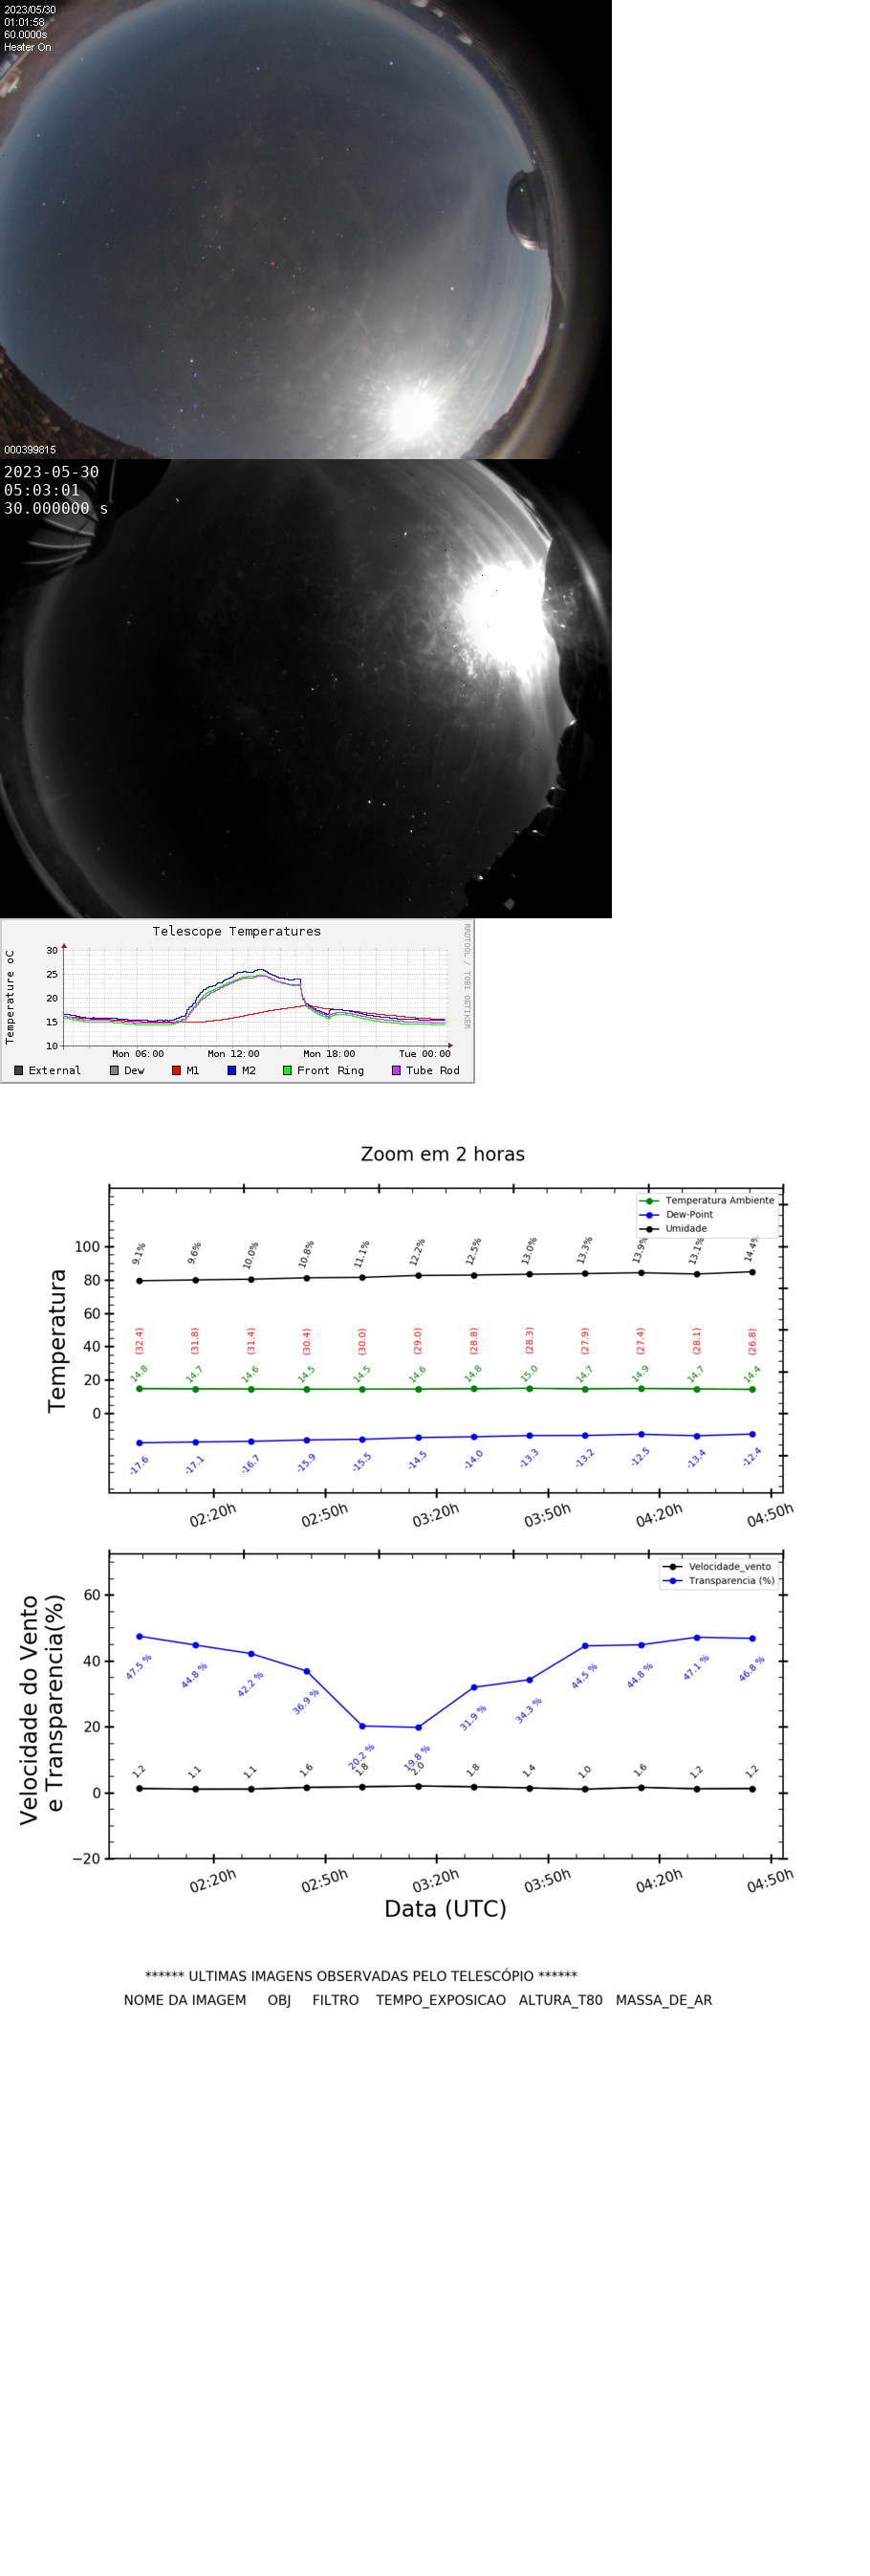 2023/05/30
01:01:58
60.0000s
Heater On
000399815
2023-05-30
05:03:01
30.000000 s
Telescope Temperatures
RRDTOOL / TOBI OETIKER
Temperature oC
30
25
20
15
10
Mon 06:00 Mon 12:00 Mon 18:00 Tue 00:00
External Dew M1 M2 Front Ring Tube Rod
Zoom em 2 horas
Temperatura Ambiente
Dew-Point
Umidade
Temperatura
100
80
60
40
20
0
9.1% 9.6% 10.0% 10.8% 11.1% 12.2% 12.5% 13.0% 13.3% 13.9% 13.1% 14.4%
(32.4) (31.8) (31.4) (30.4) (30.0) (29.0) (28.8) (28.3) (27.9) (27.4) (28.1) (26.8)
14.8 14.7 14.6 14.5 14.5 14.6 14.8 15.0 14.7 14.9 14.7 14.4
-17.6 -17.1 -16.7 -15.9 -15.5 -14.5 -14.0 -13.3 -13.2 -12.5 -13.4 -12.4
02:20h 02:50h 03:20h 03:50h 04:20h 04:50h
Velocidade_vento
Transparencia (%)
Velocidade do Vento
e Transparencia(%)
60
40
20
0
−20
47.5 % 44.8 % 42.2 % 36.9 % 20.2 % 19.8 % 31.9 % 34.3 % 44.5 % 44.8 % 47.1 % 46.8 %
1.2 1.1 1.1 1.6 1.8 2.0 1.8 1.4 1.0 1.6 1.2 1.2
02:20h 02:50h 03:20h 03:50h 04:20h 04:50h
Data (UTC)
****** ULTIMAS IMAGENS OBSERVADAS PELO TELESCÓPIO ******
NOME DA IMAGEM OBJ FILTRO TEMPO_EXPOSICAO ALTURA_T80 MASSA_DE_AR